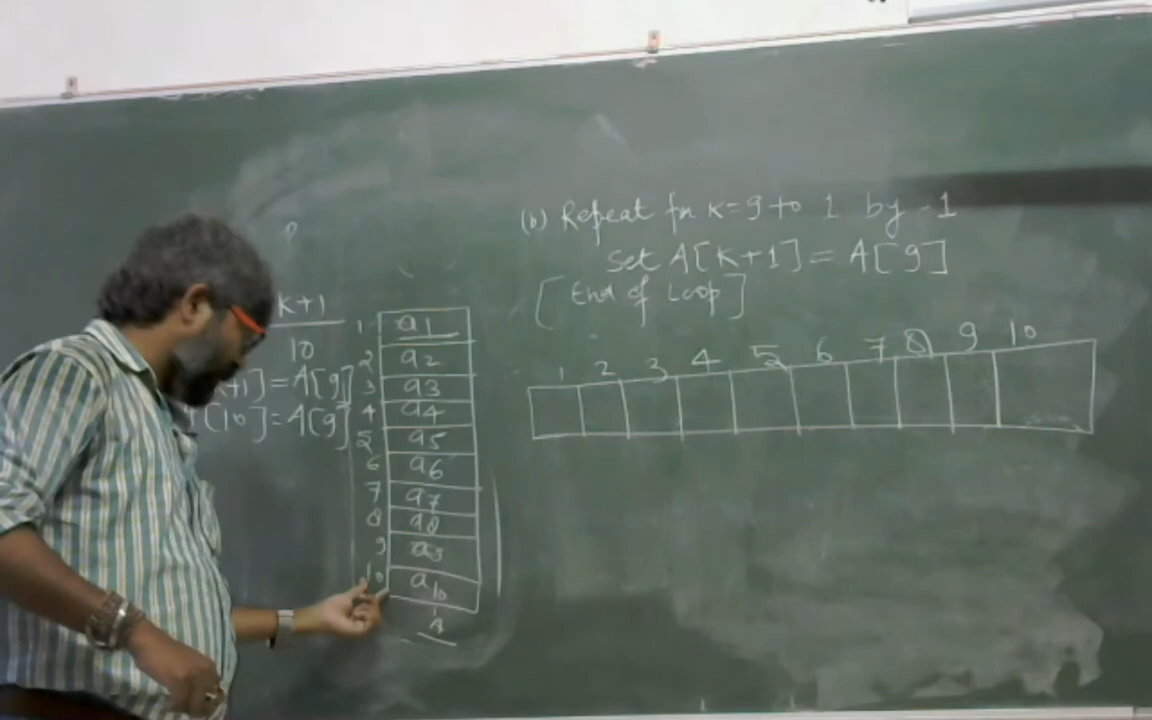 (b) Repeat for K=9 to 1 by -1
Set A[K+1] = A[9]
[End of Loop]
k+1
10
+1] = A[9]
[10] = A[9]
1 a1
2 a2
3 a3
4 a4
5 a5
6 a6
7 a7
8 a8
9 a9
10 a10
A
1 2 3 4 5 6 7 8 9 10